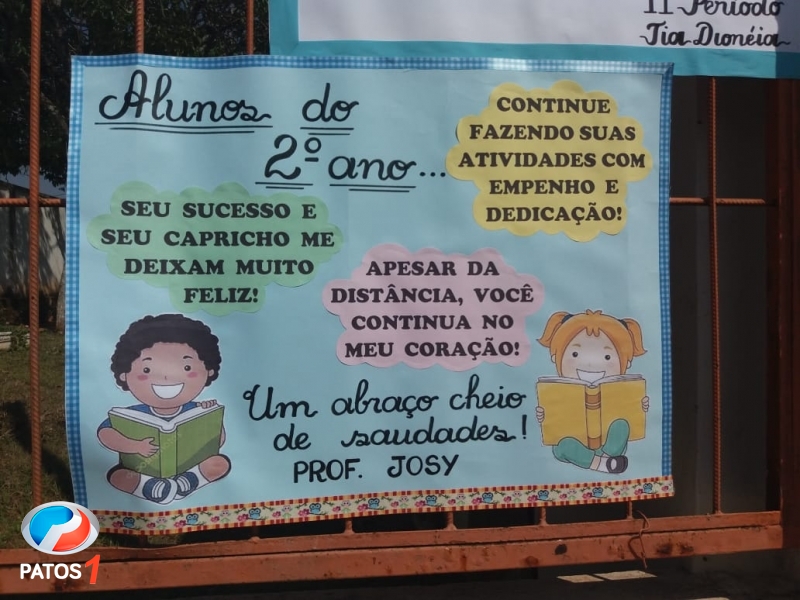 II Periodo
Tia Dionéia
Alunos do
2º ano...
CONTINUE
FAZENDO SUAS
ATIVIDADES COM
EMPENHO E
DEDICAÇÃO!
SEU SUCESSO E
SEU CAPRICHO ME
DEIXAM MUITO
FELIZ!
APESAR DA
DISTÂNCIA, VOCÊ
CONTINUA NO
MEU CORAÇÃO!
Um abraço cheio
de saudades!
PROF. JOSY
PATOS1